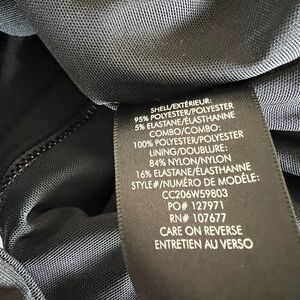 SHELL/EXTÉRIEUR:
95% POLYESTER/POLYESTER
5% ELASTANE/ÉLASTHANNE
COMBO/COMBO:
100% POLYESTER/POLYESTER
LINING/DOUBLURE:
84% NYLON/NYLON
16% ELASTANE/ÉLASTHANNE
STYLE#/NUMÉRO DE MODÈLE:
CC206W59803
PO# 127971
RN# 107677
CARE ON REVERSE
ENTRETIEN AU VERSO